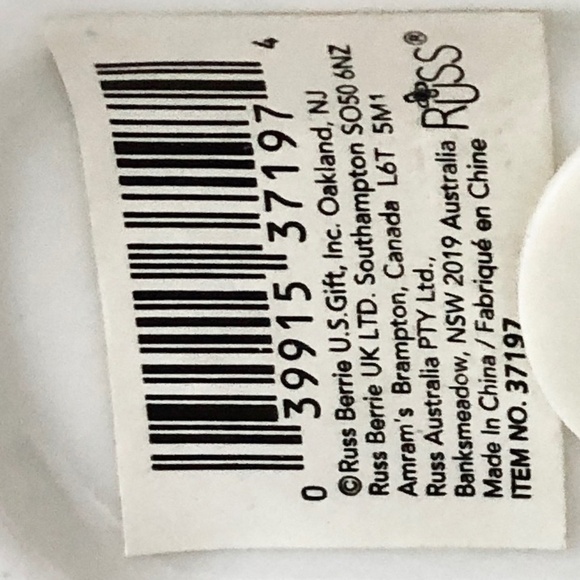 0 39915 37197 4
©Russ Berrie U.S.Gift, Inc. Oakland, NJ
Russ Berrie UK LTD. Southampton SO50 6NZ
Amram's Brampton, Canada L6T 5M1
Russ Australia PTY Ltd.,
Banksmeadow, NSW 2019 Australia
Made In China / Fabriqué en Chine
ITEM NO. 37197
RUSS®